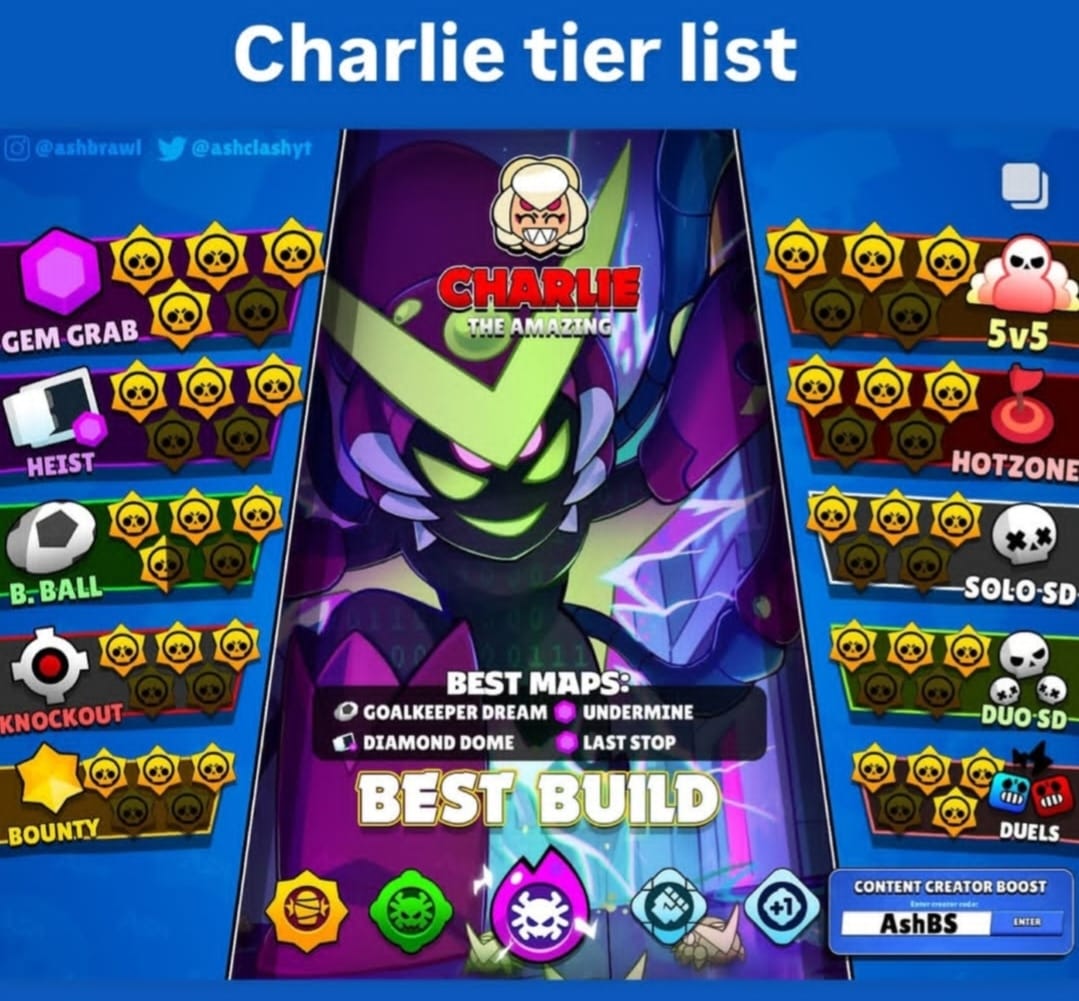 Charlie tier list
@ashbrawl @ashclashyt
CHARLIE
THE AMAZING
GEM GRAB
HEIST
B. BALL
KNOCKOUT
BOUNTY
5v5
HOTZONE
SOLO SD
DUO SD
DUELS
BEST MAPS:
GOALKEEPER DREAM UNDERMINE
DIAMOND DOME LAST STOP
BEST BUILD
+1
CONTENT CREATOR BOOST
Enter creator code:
AshBS ENTER